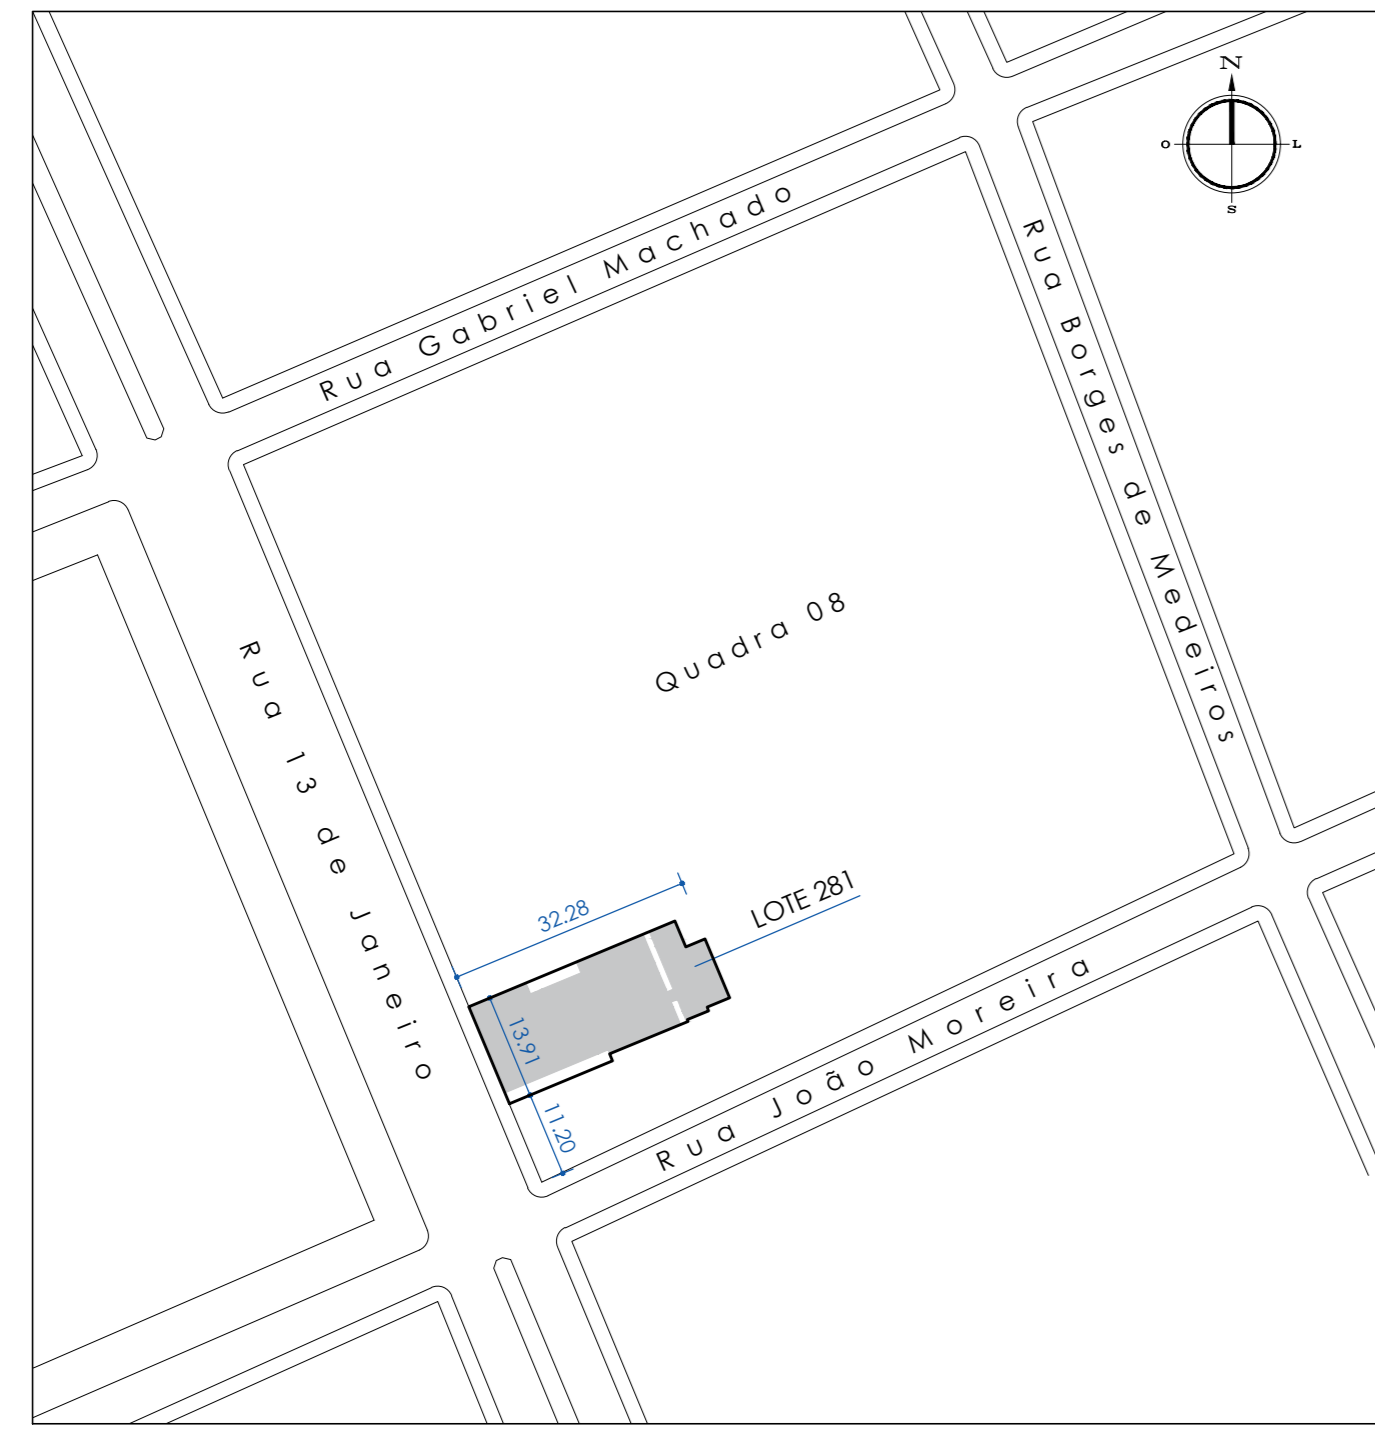 N
O
L
S
Rua Gabriel Machado
Rua Borges de Medeiros
Quadra 08
Rua 13 de Janeiro
LOTE 281
32.28
13.91
11.20
Rua João Moreira